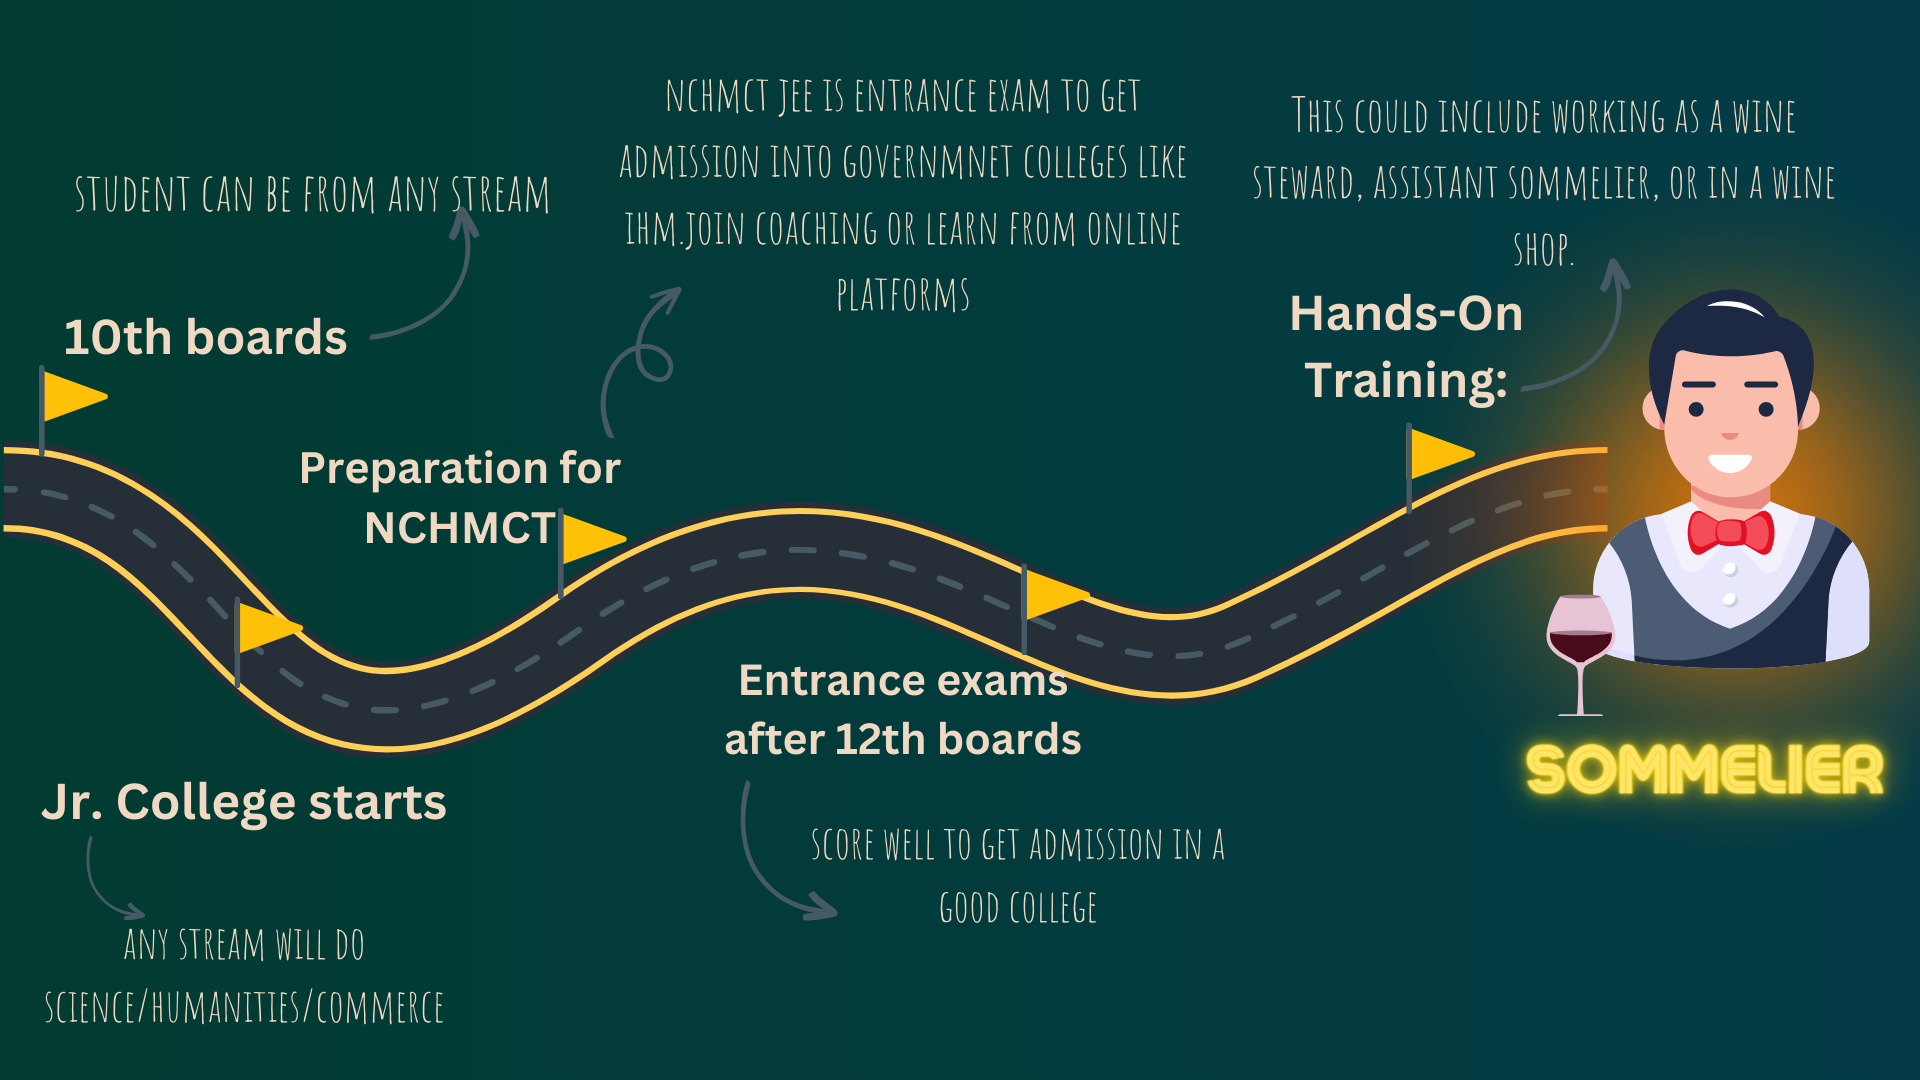 STUDENT CAN BE FROM ANY STREAM
10th boards
NCHMCT JEE IS ENTRANCE EXAM TO GET
ADMISSION INTO GOVERNMNET COLLEGES LIKE
IHM.JOIN COACHING OR LEARN FROM ONLINE
PLATFORMS
Preparation for
NCHMCT
THIS COULD INCLUDE WORKING AS A WINE
STEWARD, ASSISTANT SOMMELIER, OR IN A WINE
SHOP.
Hands-On
Training:
Jr. College starts
ANY STREAM WILL DO
SCIENCE/HUMANITIES/COMMERCE
Entrance exams
after 12th boards
SCORE WELL TO GET ADMISSION IN A
GOOD COLLEGE
SOMMELIER